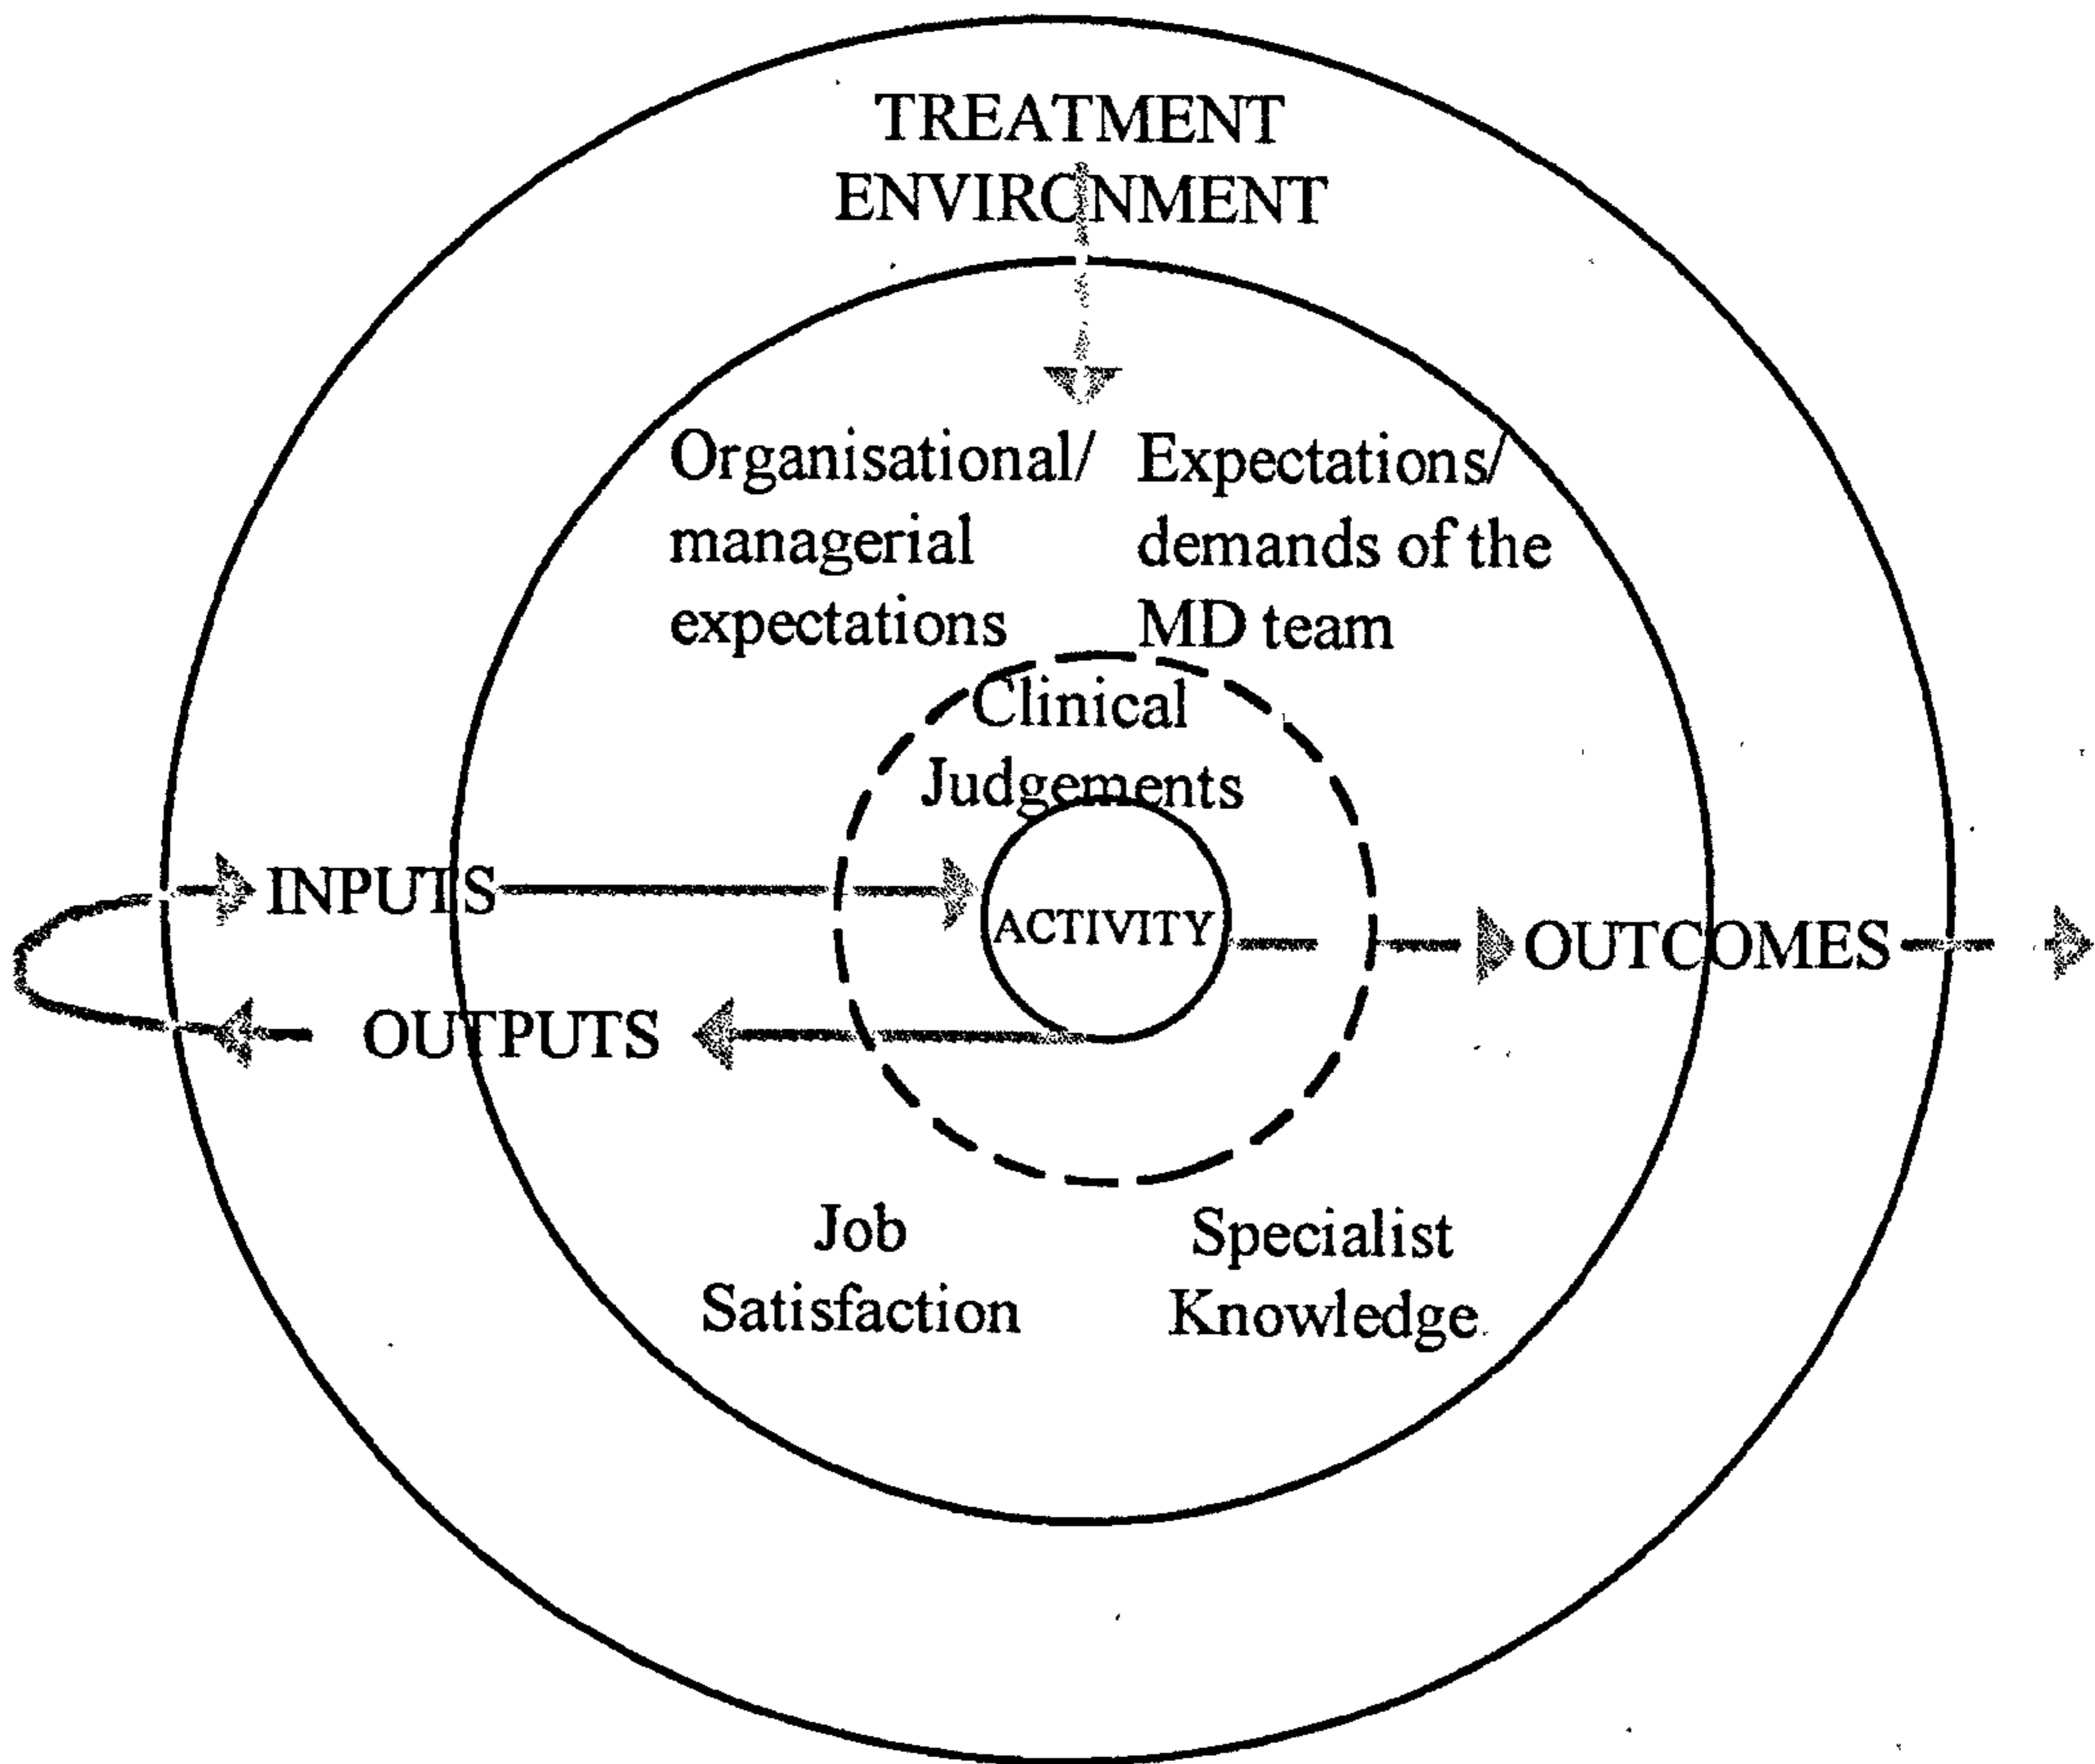 TREATMENT
ENVIRONMENT
Organisational/
managerial
expectations
Expectations/
demands of the
MD team
Clinical
Judgements
INPUTS
ACTIVITY
OUTCOMES
OUTPUTS
Job
Satisfaction
Specialist
Knowledge